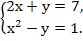 2x + y = 7,
x² − y = 1.